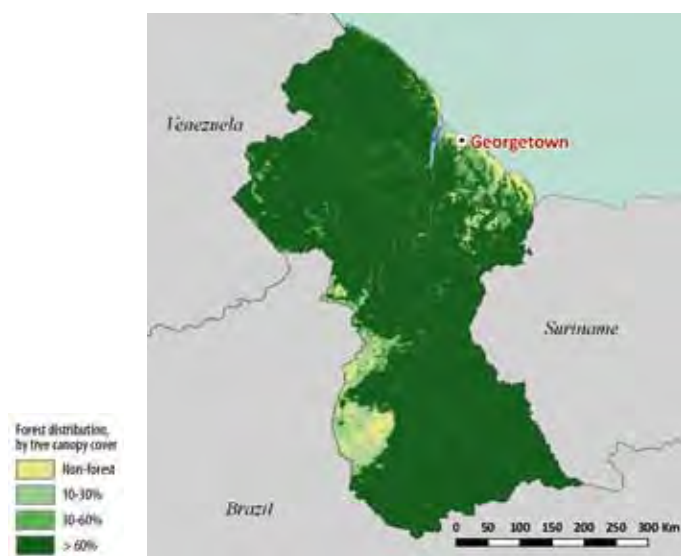 Venezuela
Georgetown
Suriname
Forest distribution,
by tree canopy cover
Non-forest
10-30%
30-60%
> 60%
Brazil
0 50 100 150 200 250 300 Km